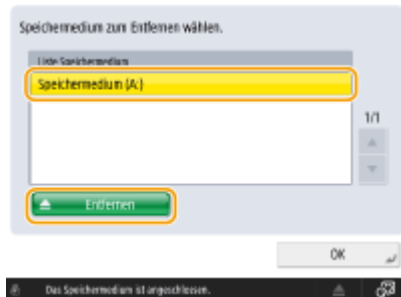 Speichermedium zum Entfernen wählen.
Liste Speichermedium
Speichermedium (A:)
1/1
Entfernen
OK
Das Speichermedium ist angeschlossen.